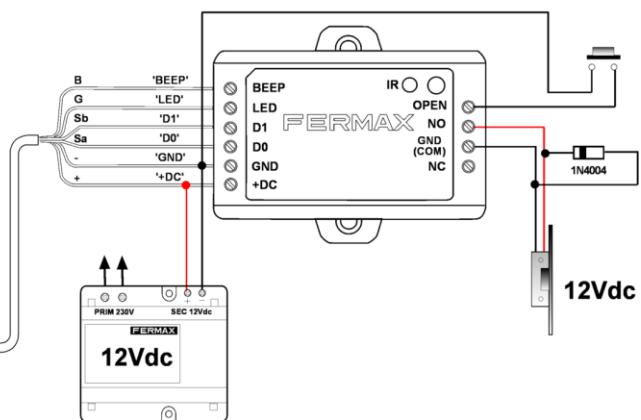 B 'BEEP'
G 'LED'
Sb 'D1'
Sa 'D0'
- 'GND'
+ '+DC'
BEEP
LED
D1
D0
GND
+DC
FERMAX
IR
OPEN
NO
GND
(COM)
NC
1N4004
12Vdc
PRIM 230V
+ -
SEC 12Vdc
FERMAX
12Vdc